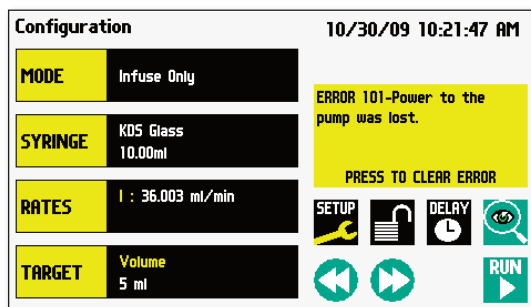 Configuration
10/30/09 10:21:47 AM
MODE
Infuse Only
SYRINGE
KDS Glass
10.00ml
RATES
I : 36.003 ml/min
TARGET
Volume
5 ml
ERROR 101-Power to the
pump was lost.
PRESS TO CLEAR ERROR
SETUP
DELAY
RUN